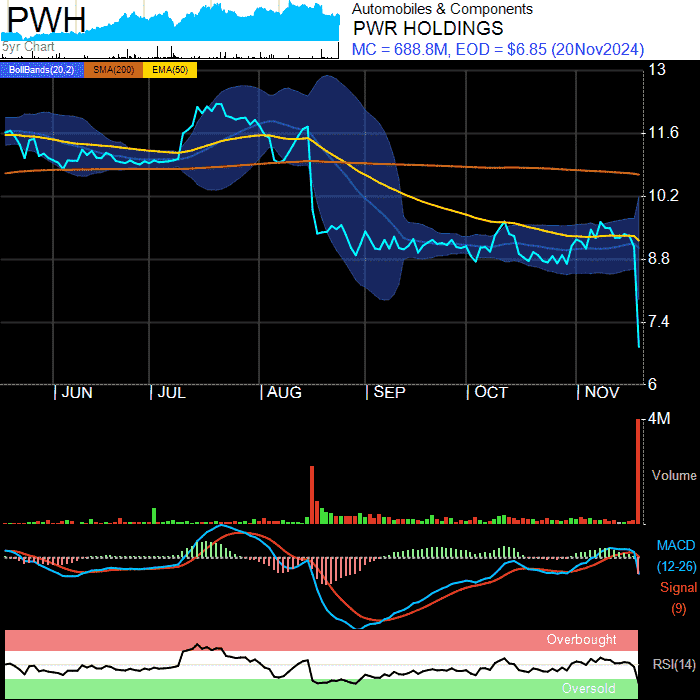 PWH
Automobiles & Components
PWR HOLDINGS
5yr Chart
MC = 688.8M, EOD = $6.85 (20Nov2024)
BollBands(20,2) SMA(200) EMA(50)
13
11.6
10.2
8.8
7.4
6
JUN JUL AUG SEP OCT NOV
4M
Volume
MACD
(12-26)
Signal
(9)
Overbought
RSI(14)
Oversold